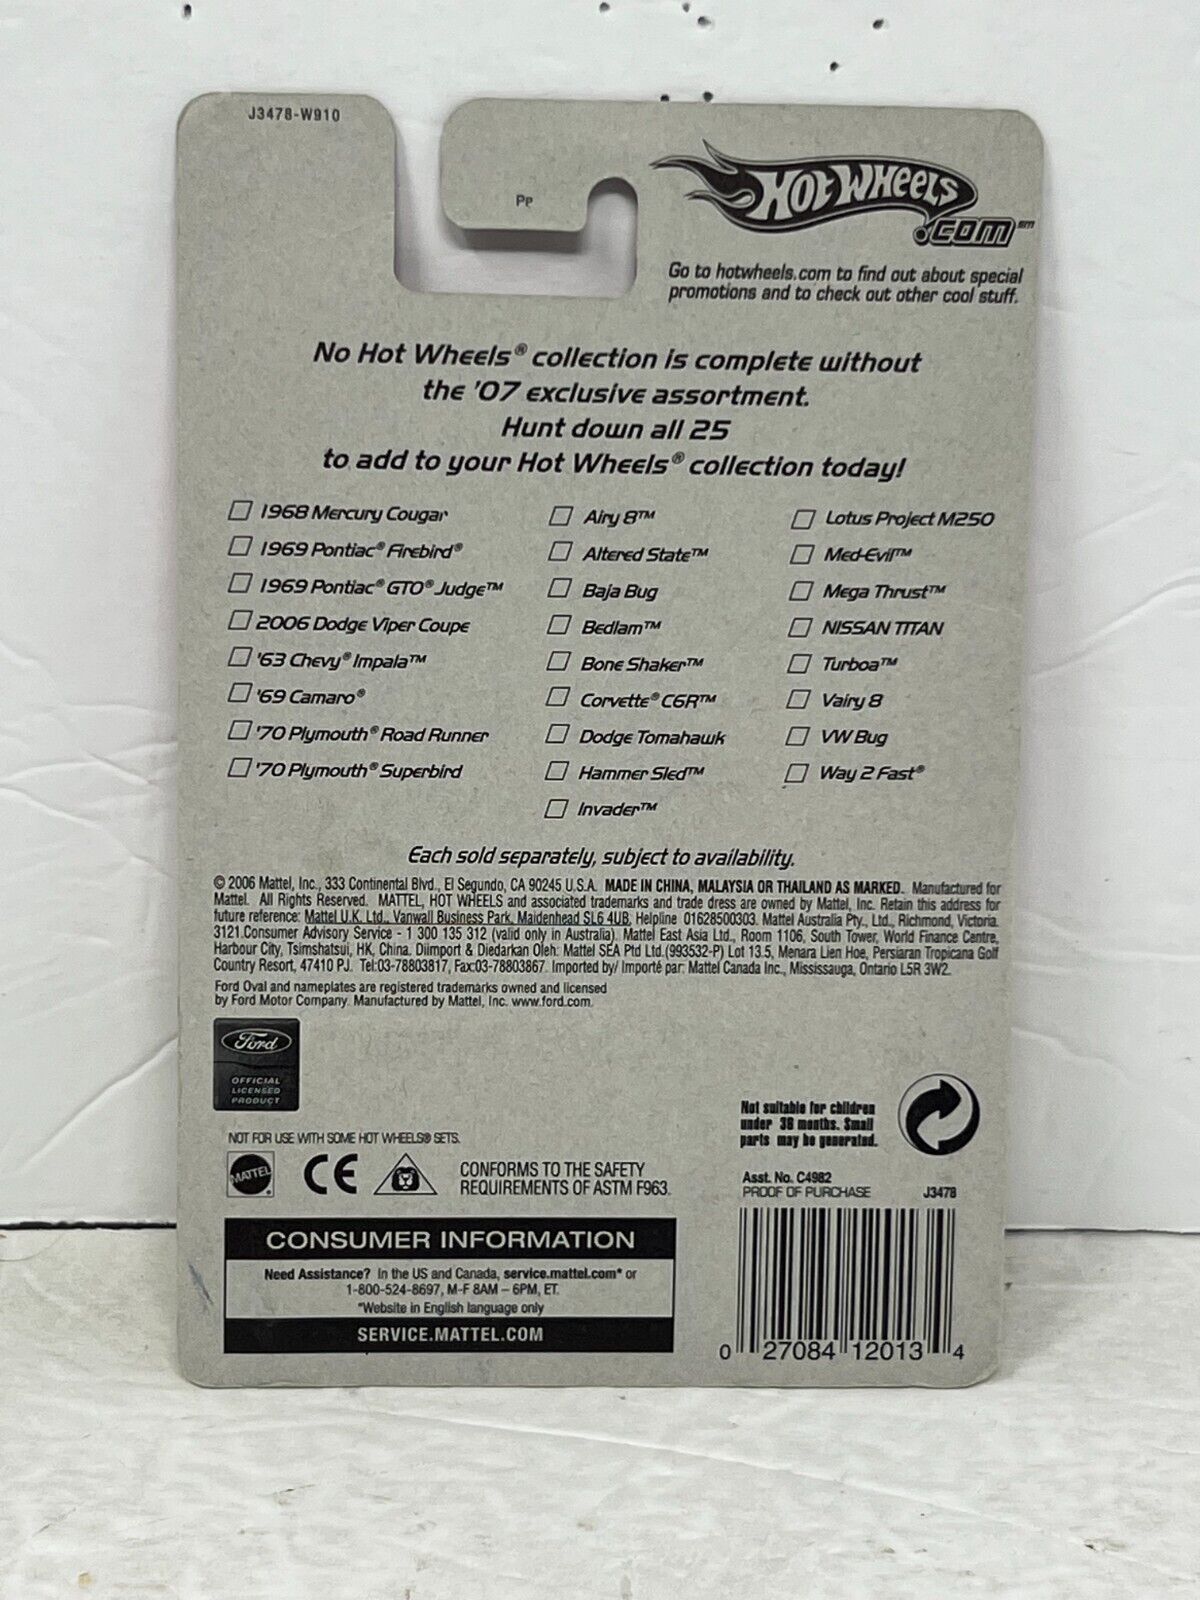 J3478-W910
Pp
HOT WHEELS
.COM℠
Go to hotwheels.com to find out about special
promotions and to check out other cool stuff.
No Hot Wheels® collection is complete without
the '07 exclusive assortment.
Hunt down all 25
to add to your Hot Wheels® collection today!
1968 Mercury Cougar
1969 Pontiac® Firebird®
1969 Pontiac® GTO® Judge™
2006 Dodge Viper Coupe
'63 Chevy® Impala™
'69 Camaro®
'70 Plymouth® Road Runner
'70 Plymouth® Superbird
Airy 8™
Altered State™
Baja Bug
Bedlam™
Bone Shaker™
Corvette® C6R™
Dodge Tomahawk
Hammer Sled™
Invader™
Lotus Project M250
Med-Evil™
Mega Thrust™
NISSAN TITAN
Turboa™
Vairy 8
VW Bug
Way 2 Fast®
Each sold separately, subject to availability.
© 2006 Mattel, Inc., 333 Continental Blvd., El Segundo, CA 90245 U.S.A. MADE IN CHINA, MALAYSIA OR THAILAND AS MARKED. Manufactured for
Mattel. All Rights Reserved. MATTEL, HOT WHEELS and associated trademarks and trade dress are owned by Mattel, Inc. Retain this address for
future reference: Mattel U.K. Ltd., Vanwall Business Park, Maidenhead SL6 4UB. Helpline 01628500303. Mattel Australia Pty., Ltd., Richmond, Victoria.
3121.Consumer Advisory Service - 1 300 135 312 (valid only in Australia). Mattel East Asia Ltd., Room 1106, South Tower, World Finance Centre,
Harbour City, Tsimshatsui, HK, China. Diimport & Diedarkan Oleh: Mattel SEA Ptd Ltd.(993532-P) Lot 13.5, Menara Lien Hoe, Persiaran Tropicana Golf
Country Resort, 47410 PJ. Tel:03-78803817, Fax:03-78803867. Imported by/ Importé par: Mattel Canada Inc., Mississauga, Ontario L5R 3W2.
Ford Oval and nameplates are registered trademarks owned and licensed
by Ford Motor Company. Manufactured by Mattel, Inc. www.ford.com
Ford
OFFICIAL
LICENSED
PRODUCT
NOT FOR USE WITH SOME HOT WHEELS® SETS.
MATTEL®
CE
CONFORMS TO THE SAFETY
REQUIREMENTS OF ASTM F963.
Not suitable for children
under 36 months. Small
parts may be generated.
Asst. No. C4982
PROOF OF PURCHASE J3478
CONSUMER INFORMATION
Need Assistance? In the US and Canada, service.mattel.com* or
1-800-524-8697, M-F 8AM – 6PM, ET.
*Website in English language only
SERVICE.MATTEL.COM
0 27084 12013 4